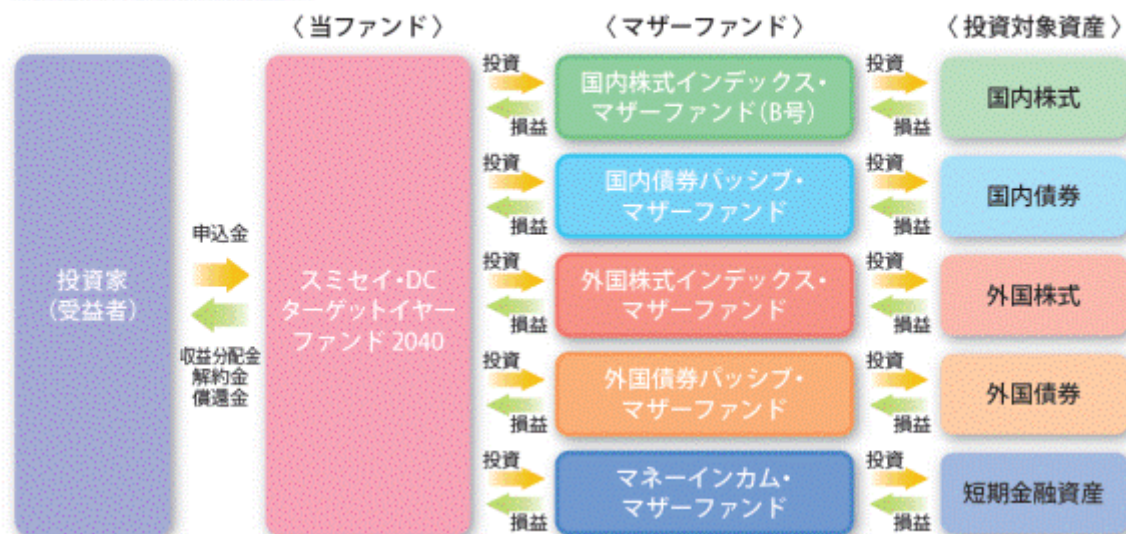 〈 当ファンド 〉
〈 マザーファンド 〉
〈 投資対象資産 〉
投資家
(受益者)
申込金
収益分配金
解約金
償還金
スミセイ・DC
ターゲットイヤー
ファンド 2040
投資
損益
国内株式インデックス・
マザーファンド(B号)
投資
損益
国内株式
投資
損益
国内債券パッシブ・
マザーファンド
投資
損益
国内債券
投資
損益
外国株式インデックス・
マザーファンド
投資
損益
外国株式
投資
損益
外国債券パッシブ・
マザーファンド
投資
損益
外国債券
投資
損益
マネーインカム・
マザーファンド
投資
損益
短期金融資産